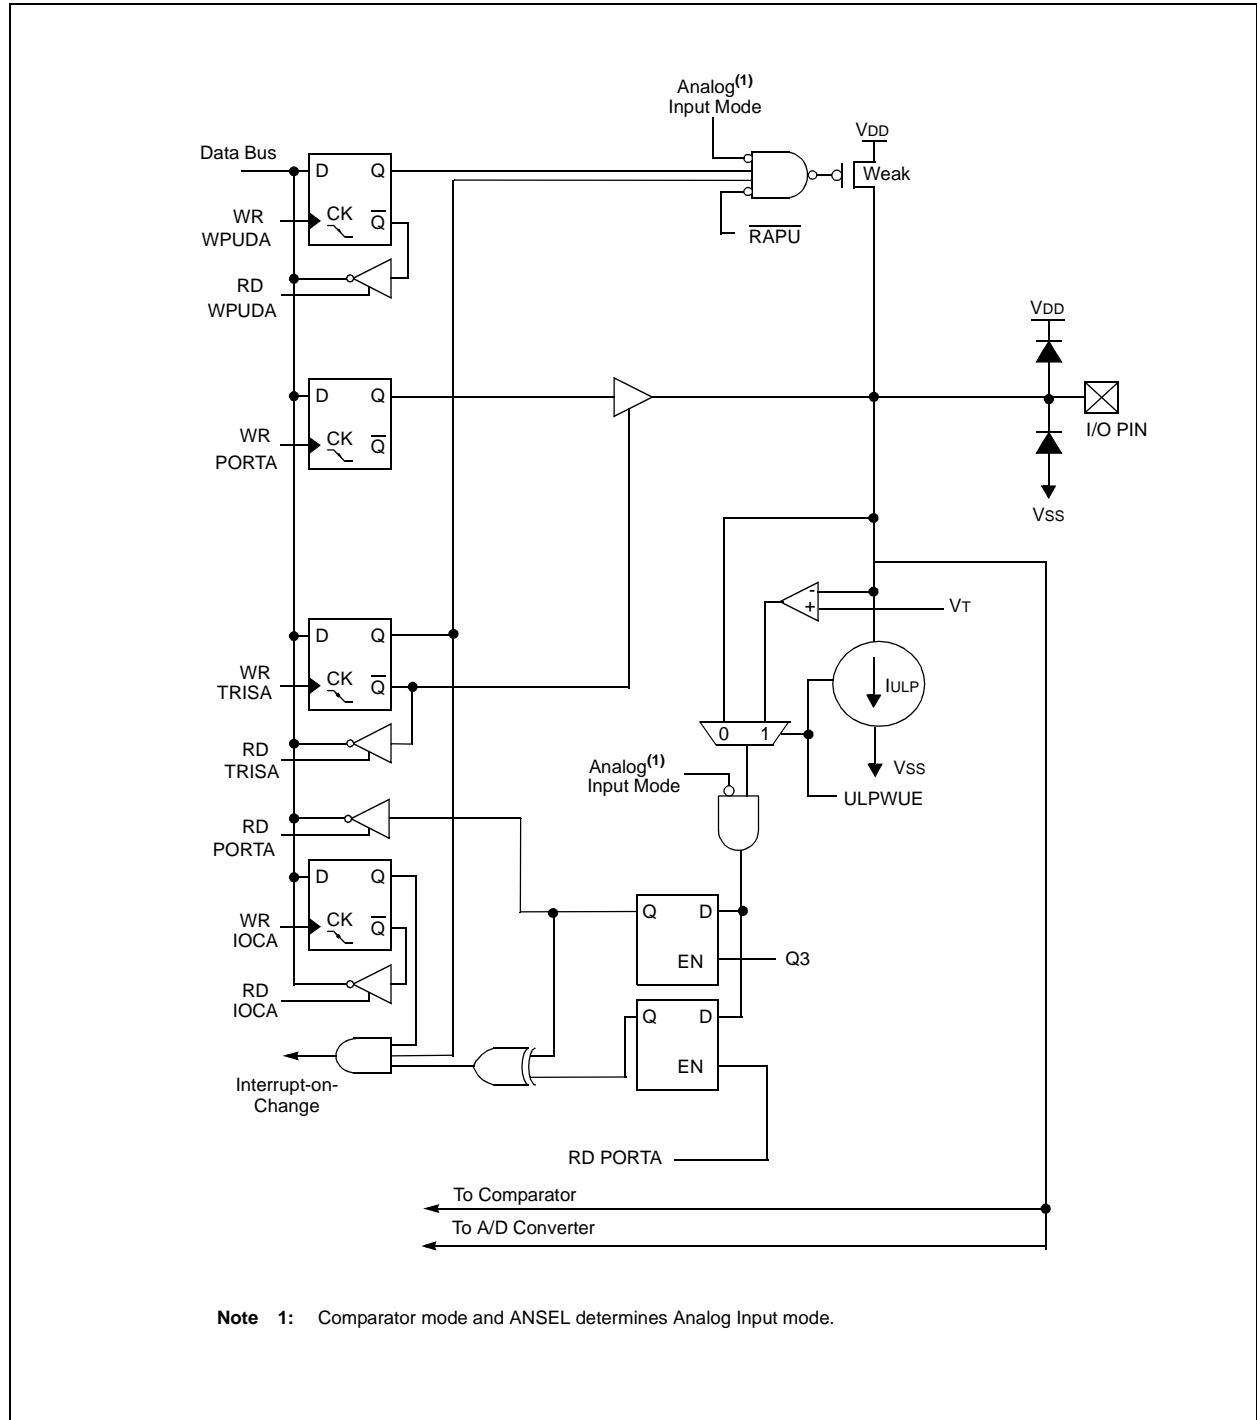 Analog(1)
Input Mode
VDD
Data Bus
D Q
Weak
WR
WPUDA
CK Q
RAPU
RD
WPUDA
VDD
D Q
I/O PIN
WR
PORTA
CK Q
VSS
- 
+
VT
D Q
WR
TRISA
CK Q
IULP
0 1
RD
TRISA
VSS
Analog(1)
Input Mode
ULPWUE
RD
PORTA
D Q
WR
IOCA
CK Q
Q D
EN
Q3
RD
IOCA
Q D
EN
Interrupt-on-
Change
RD PORTA
To Comparator
To A/D Converter
Note 1: Comparator mode and ANSEL determines Analog Input mode.